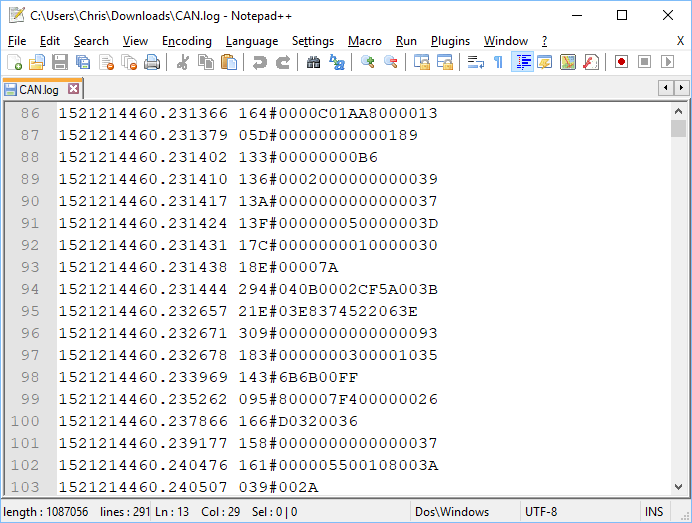 C:\Users\Chris\Downloads\CAN.log - Notepad++
File Edit Search View Encoding Language Settings Macro Run Plugins Window ? X
CAN.log
86 1521214460.231366 164#0000C01AA8000013
87 1521214460.231379 05D#00000000000189
88 1521214460.231402 133#00000000B6
89 1521214460.231410 136#0002000000000039
90 1521214460.231417 13A#0000000000000037
91 1521214460.231424 13F#000000050000003D
92 1521214460.231431 17C#0000000010000030
93 1521214460.231438 18E#00007A
94 1521214460.231444 294#040B0002CF5A003B
95 1521214460.232657 21E#03E8374522063E
96 1521214460.232671 309#0000000000000093
97 1521214460.232678 183#0000000300001035
98 1521214460.233969 143#6B6B00FF
99 1521214460.235262 095#800007F400000026
100 1521214460.237866 166#D0320036
101 1521214460.239177 158#0000000000000037
102 1521214460.240476 161#000005500108003A
103 1521214460.240507 039#002A
length : 1087056 lines : 291 Ln : 13 Col : 29 Sel : 0 | 0 Dos\Windows UTF-8 INS